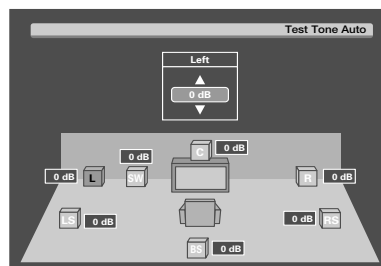 Test Tone Auto
Left
0 dB
C 0 dB
0 dB
0 dB L SW R 0 dB
LS 0 dB 0 dB RS
BS 0 dB